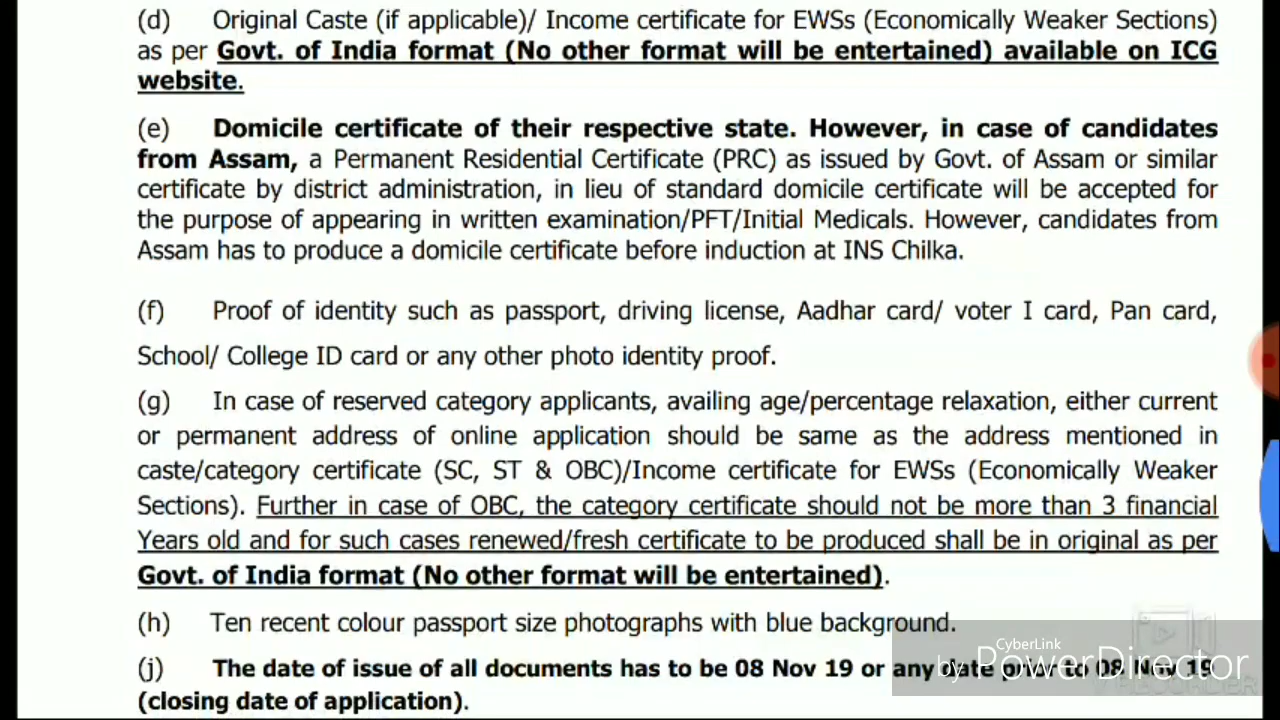 (d) Original Caste (if applicable)/ Income certificate for EWSs (Economically Weaker Sections)
as per Govt. of India format (No other format will be entertained) available on ICG
website.
(e) Domicile certificate of their respective state. However, in case of candidates
from Assam, a Permanent Residential Certificate (PRC) as issued by Govt. of Assam or similar
certificate by district administration, in lieu of standard domicile certificate will be accepted for
the purpose of appearing in written examination/PFT/Initial Medicals. However, candidates from
Assam has to produce a domicile certificate before induction at INS Chilka.
(f) Proof of identity such as passport, driving license, Aadhar card/ voter I card, Pan card,
School/ College ID card or any other photo identity proof.
(g) In case of reserved category applicants, availing age/percentage relaxation, either current
or permanent address of online application should be same as the address mentioned in
caste/category certificate (SC, ST & OBC)/Income certificate for EWSs (Economically Weaker
Sections). Further in case of OBC, the category certificate should not be more than 3 financial
Years old and for such cases renewed/fresh certificate to be produced shall be in original as per
Govt. of India format (No other format will be entertained).
(h) Ten recent colour passport size photographs with blue background.
(j) The date of issue of all documents has to be 08 Nov 19 or any date prior to 08 Nov 19
(closing date of application).
CyberLink
by PowerDirector